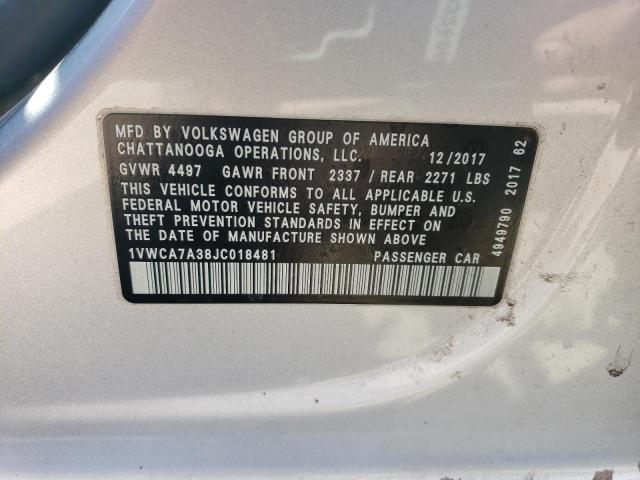 MFD BY VOLKSWAGEN GROUP OF AMERICA
CHATTANOOGA OPERATIONS, LLC. 12/2017
GVWR 4497 GAWR FRONT 2337 / REAR 2271 LBS
THIS VEHICLE CONFORMS TO ALL APPLICABLE U.S.
FEDERAL MOTOR VEHICLE SAFETY, BUMPER AND
THEFT PREVENTION STANDARDS IN EFFECT ON
THE DATE OF MANUFACTURE SHOWN ABOVE
1VWCA7A38JC018481 PASSENGER CAR
4949790 2017 62